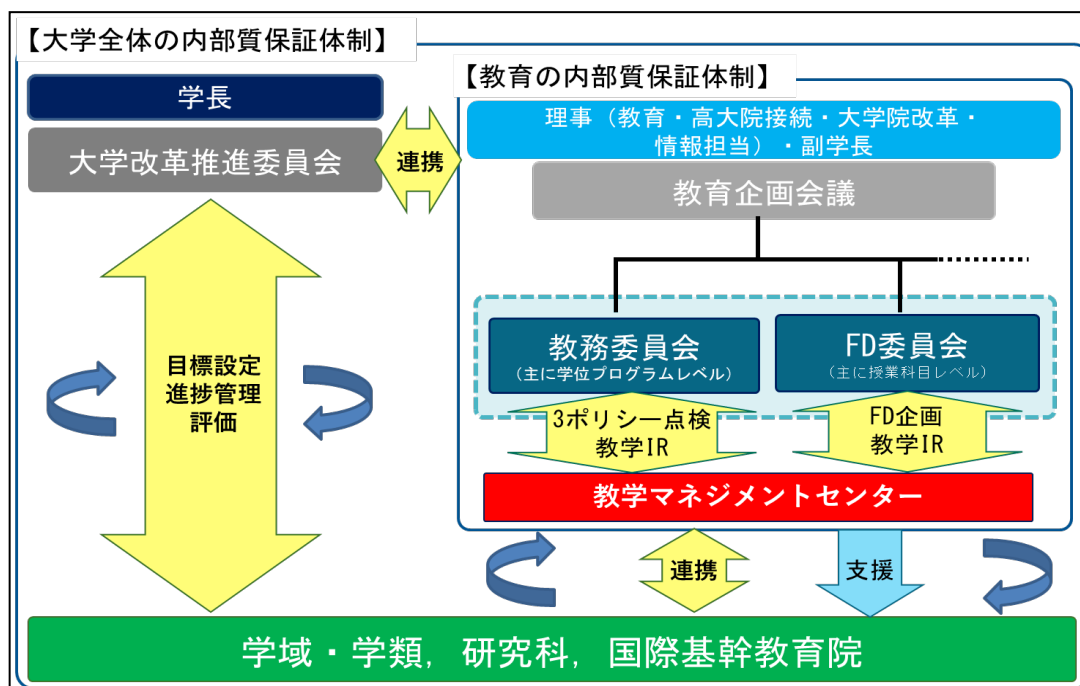 【大学全体の内部質保証体制】
学長
大学改革推進委員会
連携
目標設定
進捗管理
評価
【教育の内部質保証体制】
理事（教育・高大院接続・大学院改革・
情報担当）・副学長
教育企画会議
教務委員会
（主に学位プログラムレベル）
FD委員会
（主に授業科目レベル）
3ポリシー点検
教学IR
FD企画
教学IR
教学マネジメントセンター
連携
支援
学域・学類，研究科，国際基幹教育院